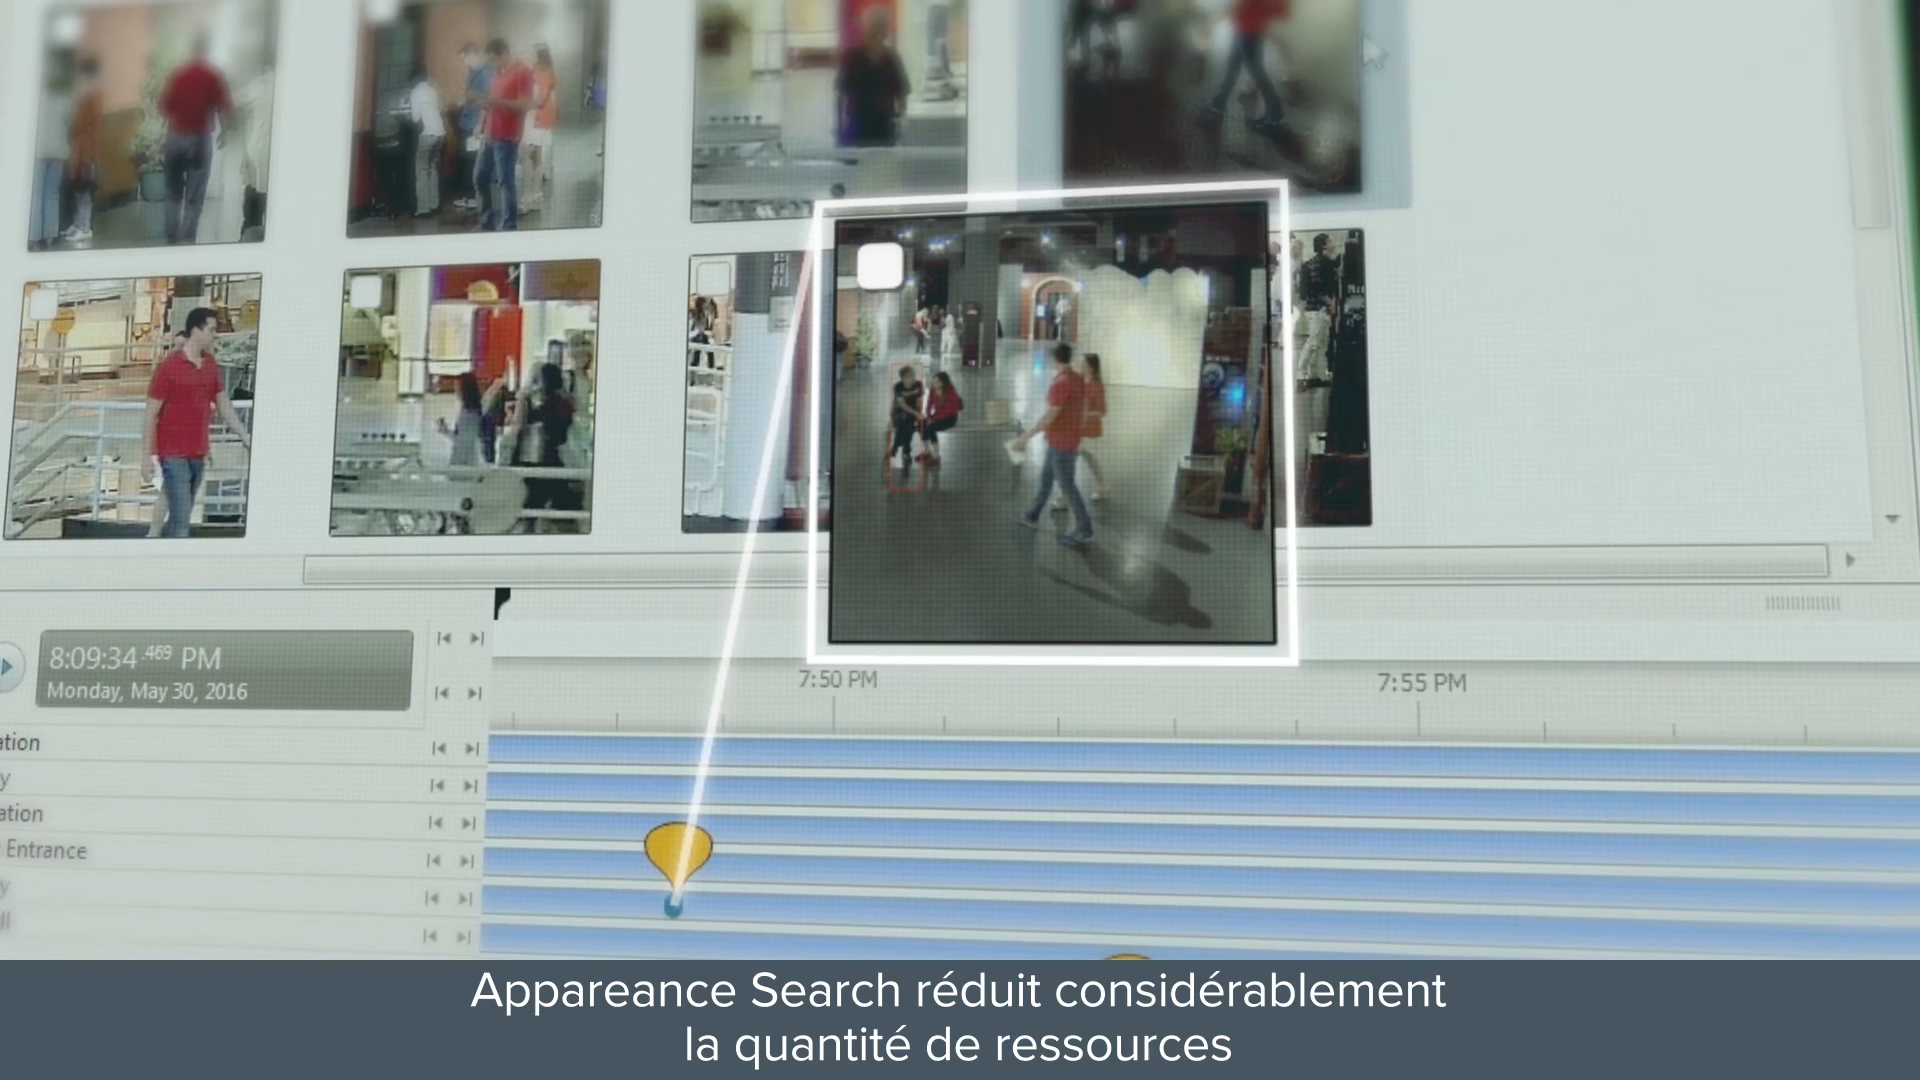 7:50 PM
7:55 PM
8:09:34.469 PM
Monday, May 30, 2016
ation
y
ation
Entrance
y
ll
Appareance Search réduit considérablement
la quantité de ressources